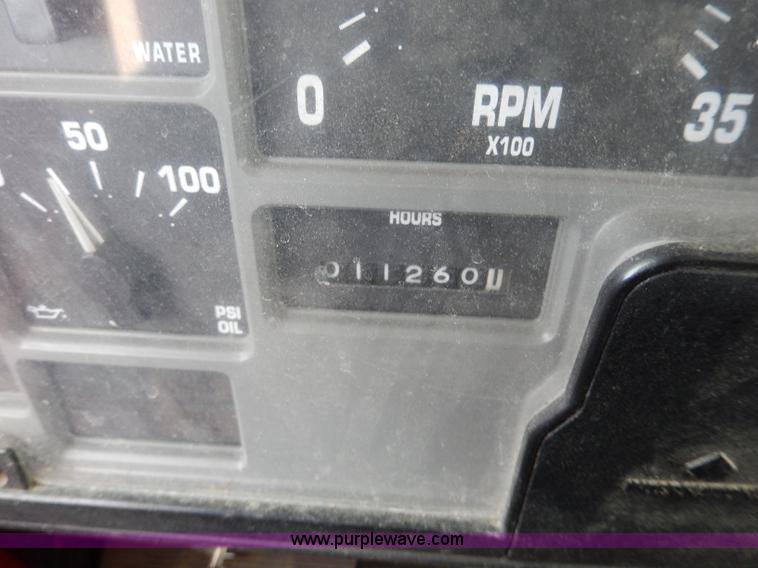 WATER
0
RPM
X100
35
50
100
HOURS
011260
PSI
OIL
www.purplewave.com